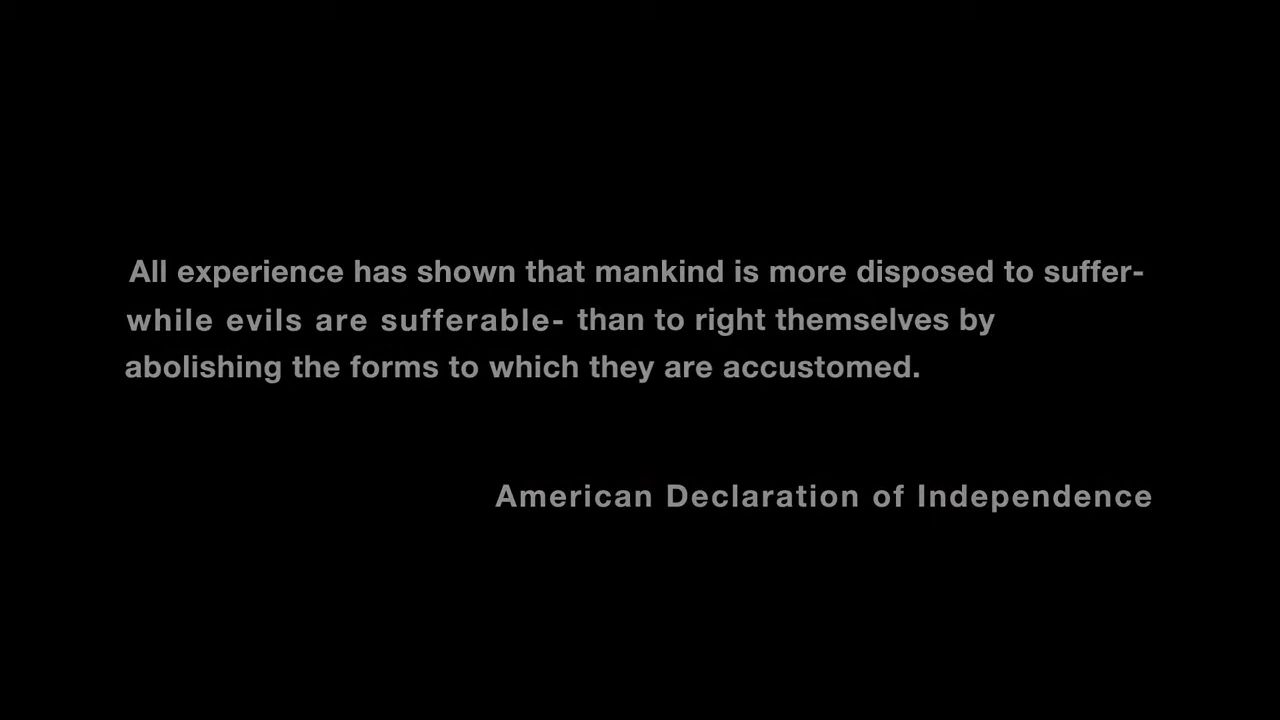 All experience has shown that mankind is more disposed to suffer-
while evils are sufferable- than to right themselves by
abolishing the forms to which they are accustomed.
American Declaration of Independence